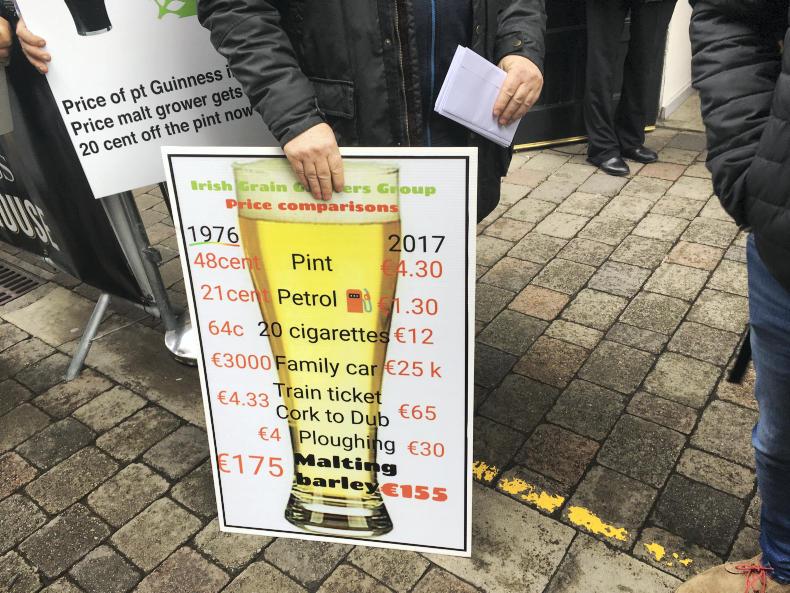 Price of pt Guinness
Price malt grower gets
20 cent off the pint now
Irish Grain Growers Group
Price comparisons
1976 2017
48cent Pint €4.30
21cent Petrol €1.30
64c 20 cigarettes €12
€3000 Family car €25 k
€4.33 Train ticket
Cork to Dub €65
€4 Ploughing €30
€175 Malting
barley €155